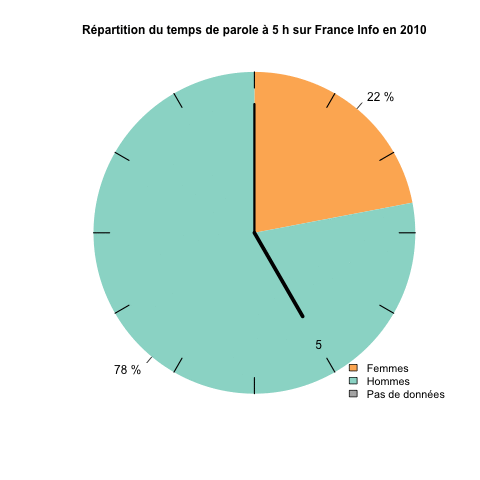 Répartition du temps de parole à 5 h sur France Info en 2010
22 %
5
78 %
Femmes
Hommes
Pas de données